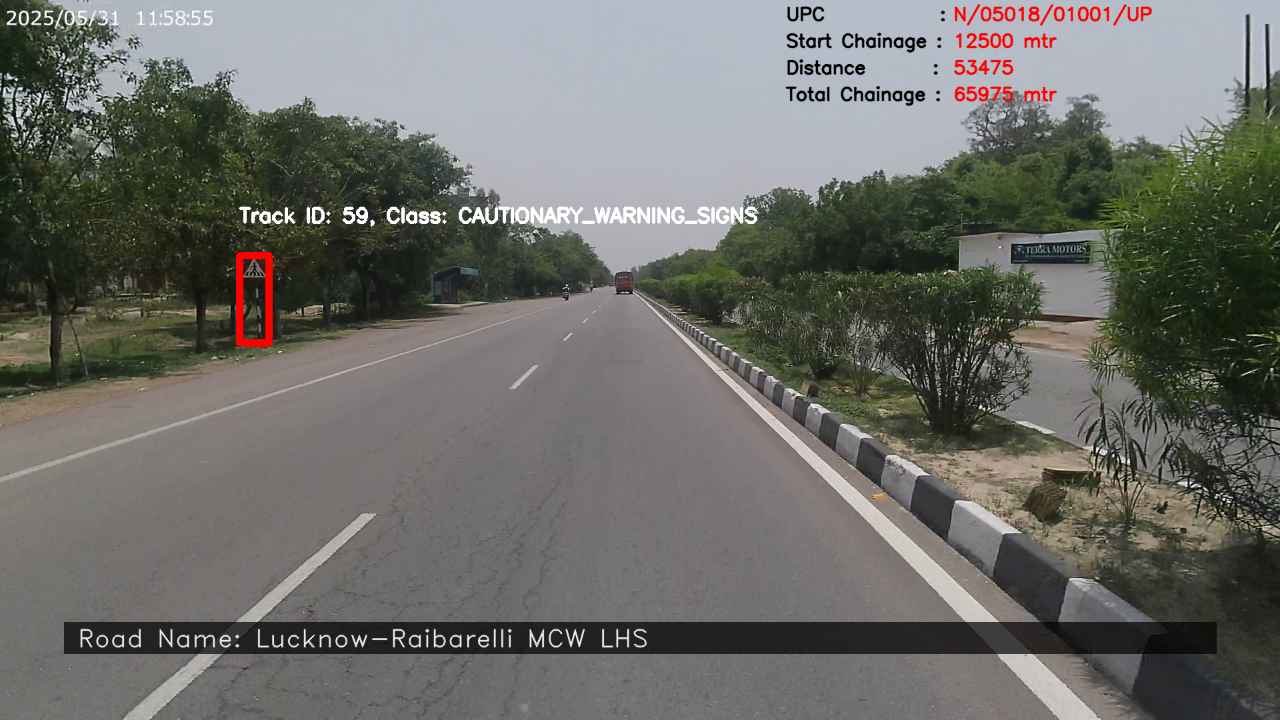 2025/05/31 11:58:55
UPC : N/05018/01001/UP
Start Chainage : 12500 mtr
Distance : 53475
Total Chainage : 65975 mtr
Track ID: 59, Class: CAUTIONARY_WARNING_SIGNS
TERRA MOTORS
Road Name: Lucknow-Raibarelli MCW LHS